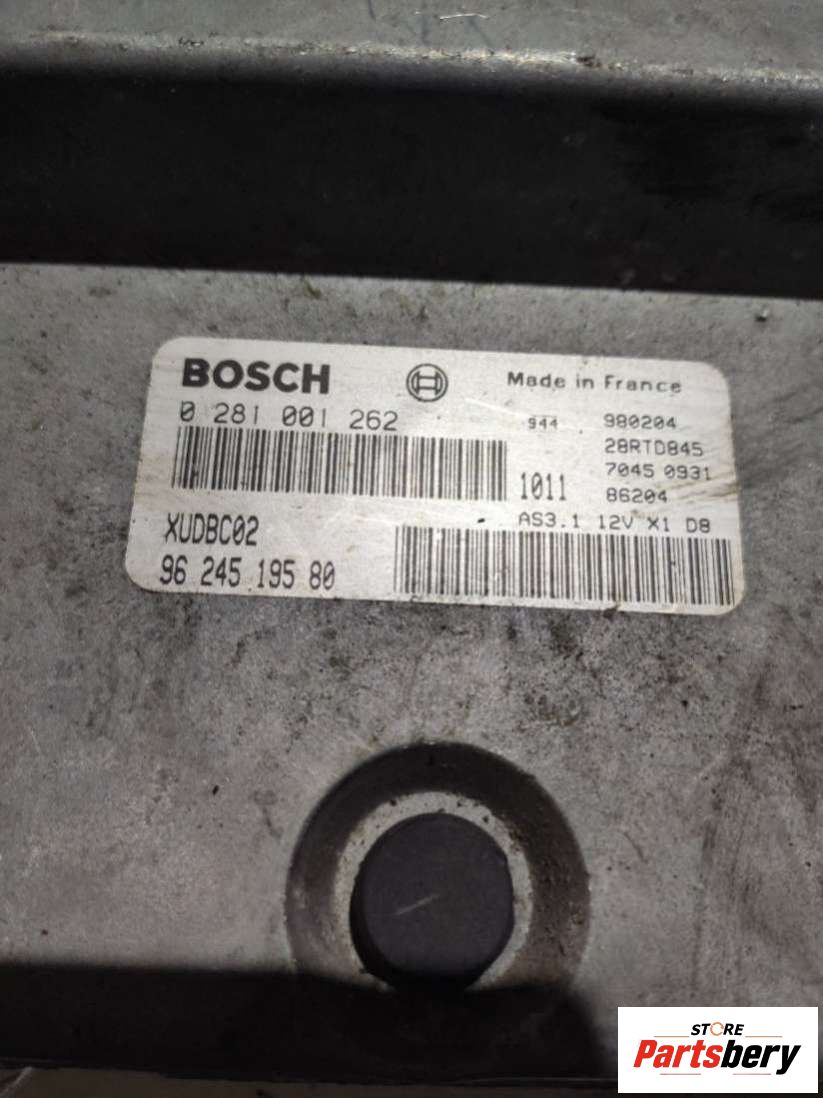 BOSCH Made in France
0 281 001 262 944 980204
28RTD845
7045 0931
1011 86204
XUDBC02 AS3.1 12V X1 D8
96 245 195 80
STORE
Partsbery